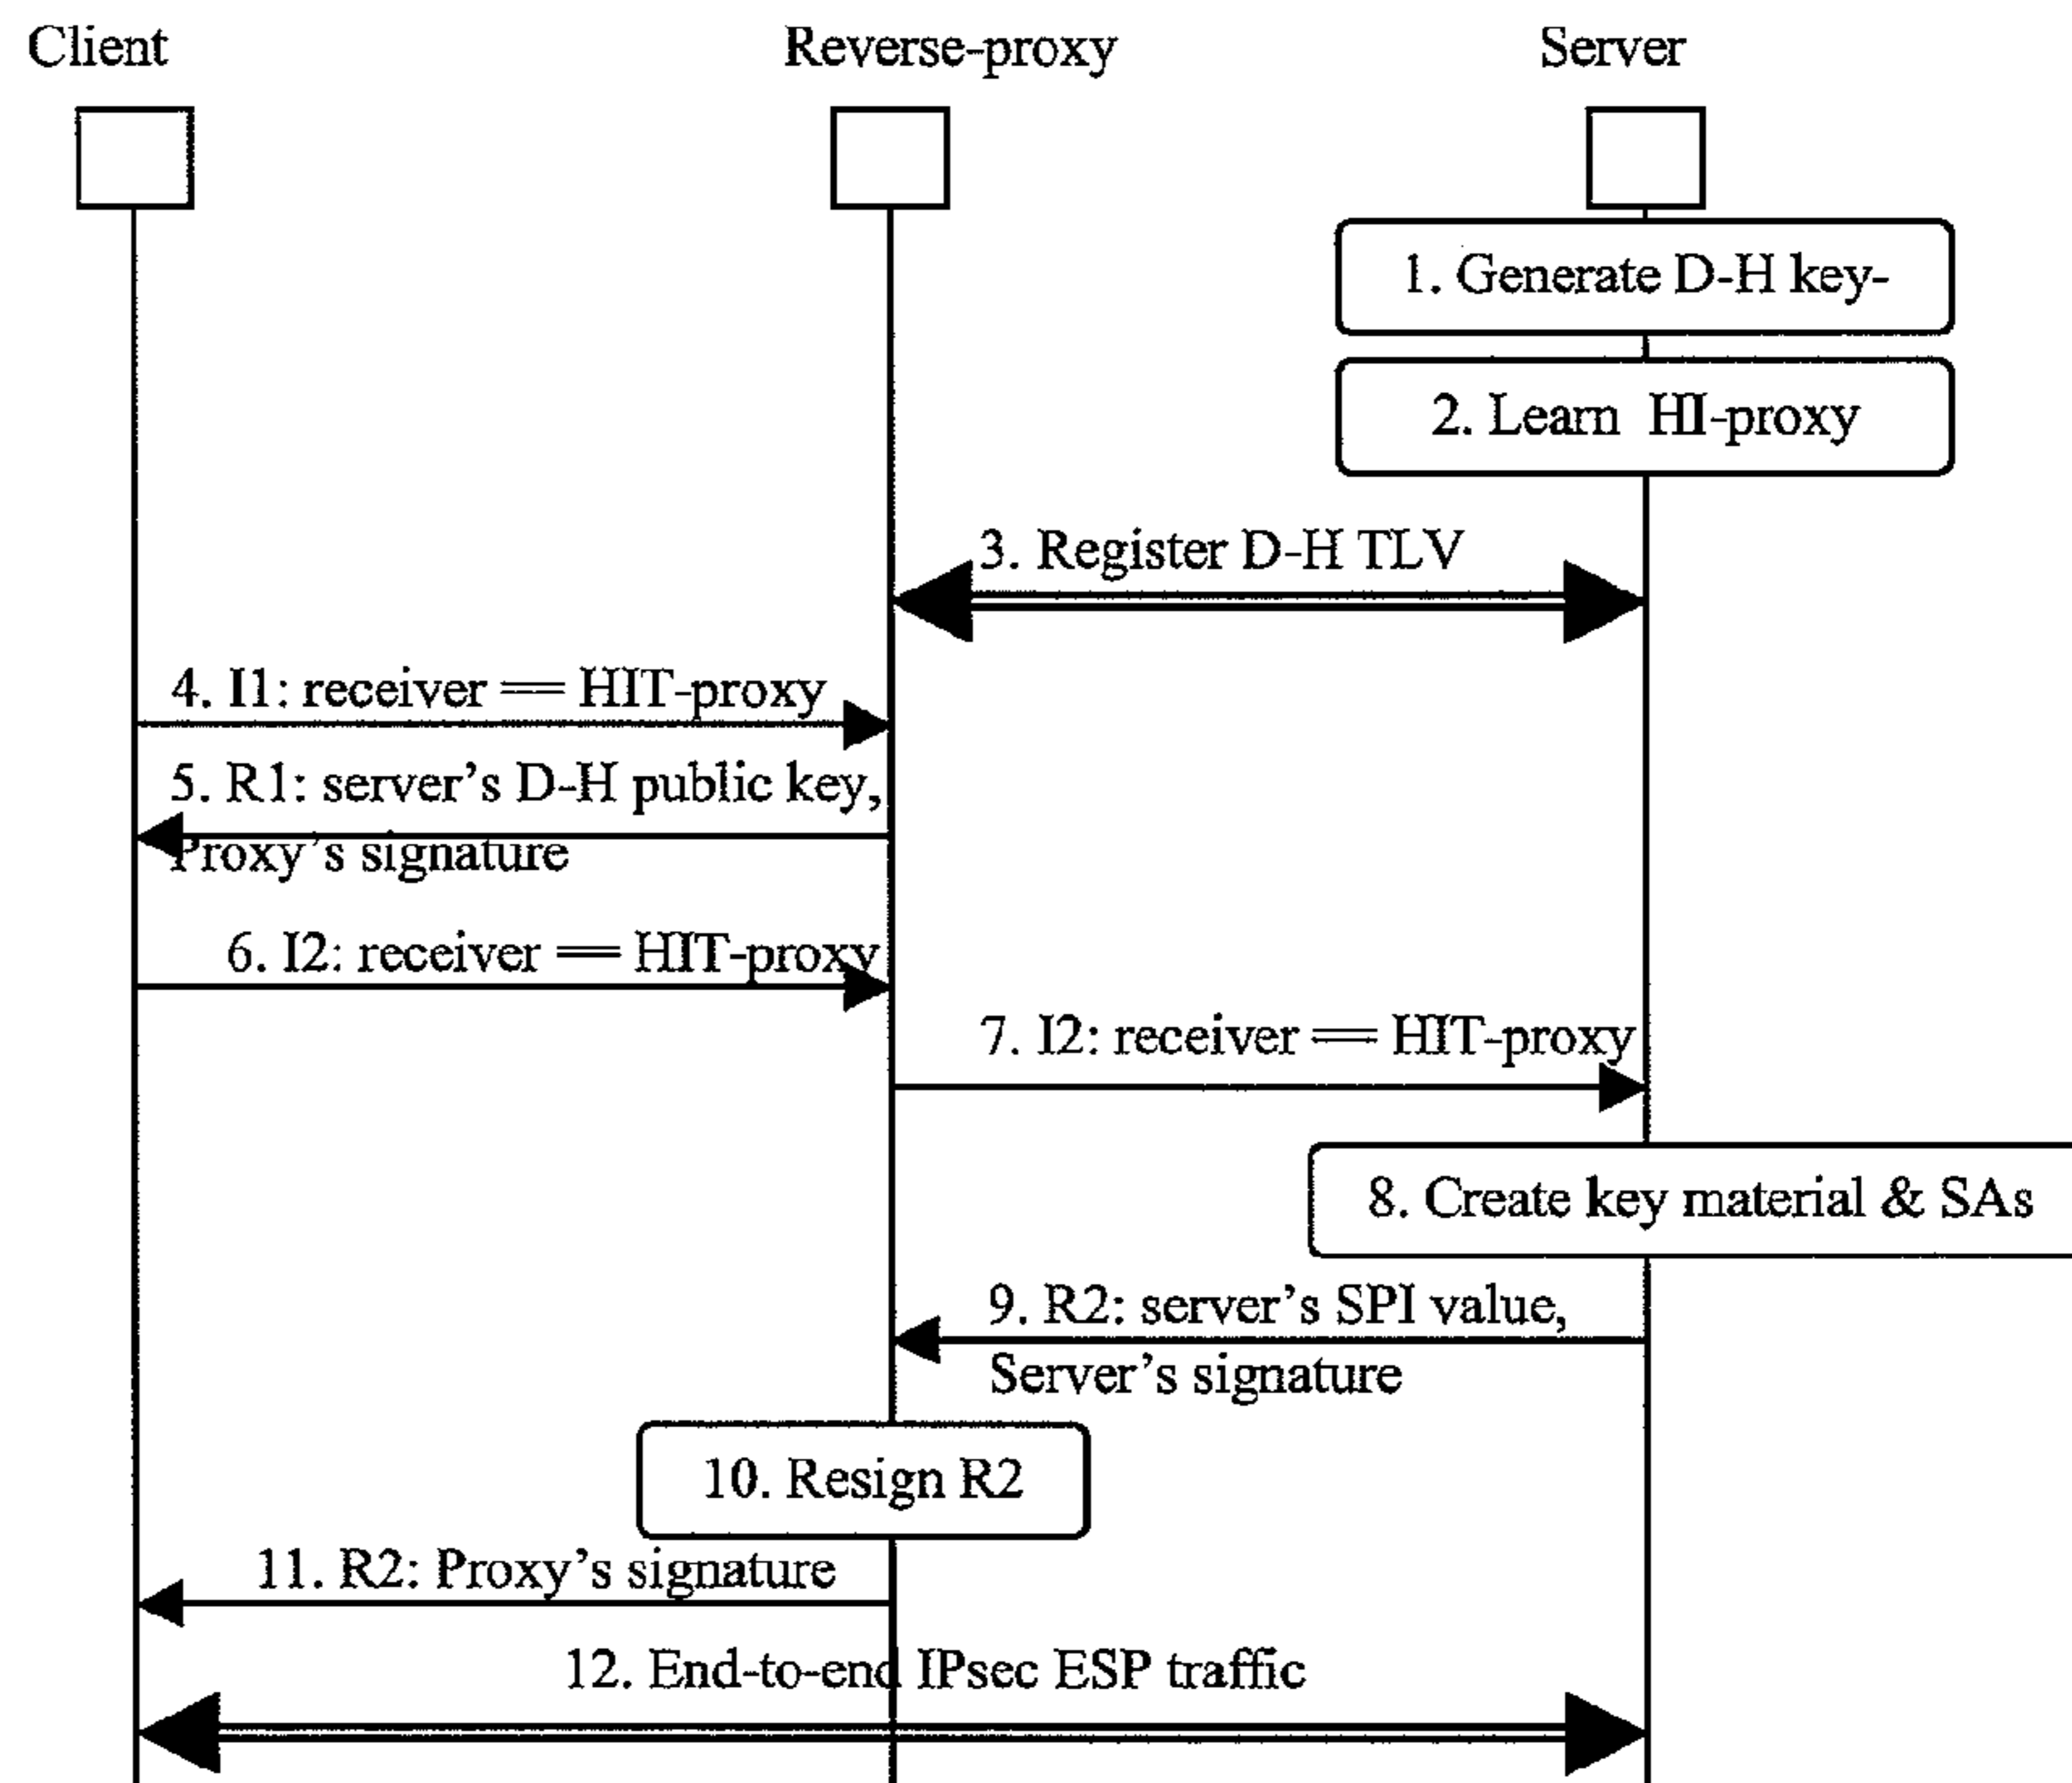 Client
Reverse-proxy
Server
1. Generate D-H key-
2. Learn HI-proxy
3. Register D-H TLV
4. I1: receiver == HIT-proxy
5. R1: server's D-H public key,
Proxy's signature
6. I2: receiver == HIT-proxy
7. I2: receiver == HIT-proxy
8. Create key material & SAs
9. R2: server's SPI value,
Server's signature
10. Resign R2
11. R2: Proxy's signature
12. End-to-end IPsec ESP traffic